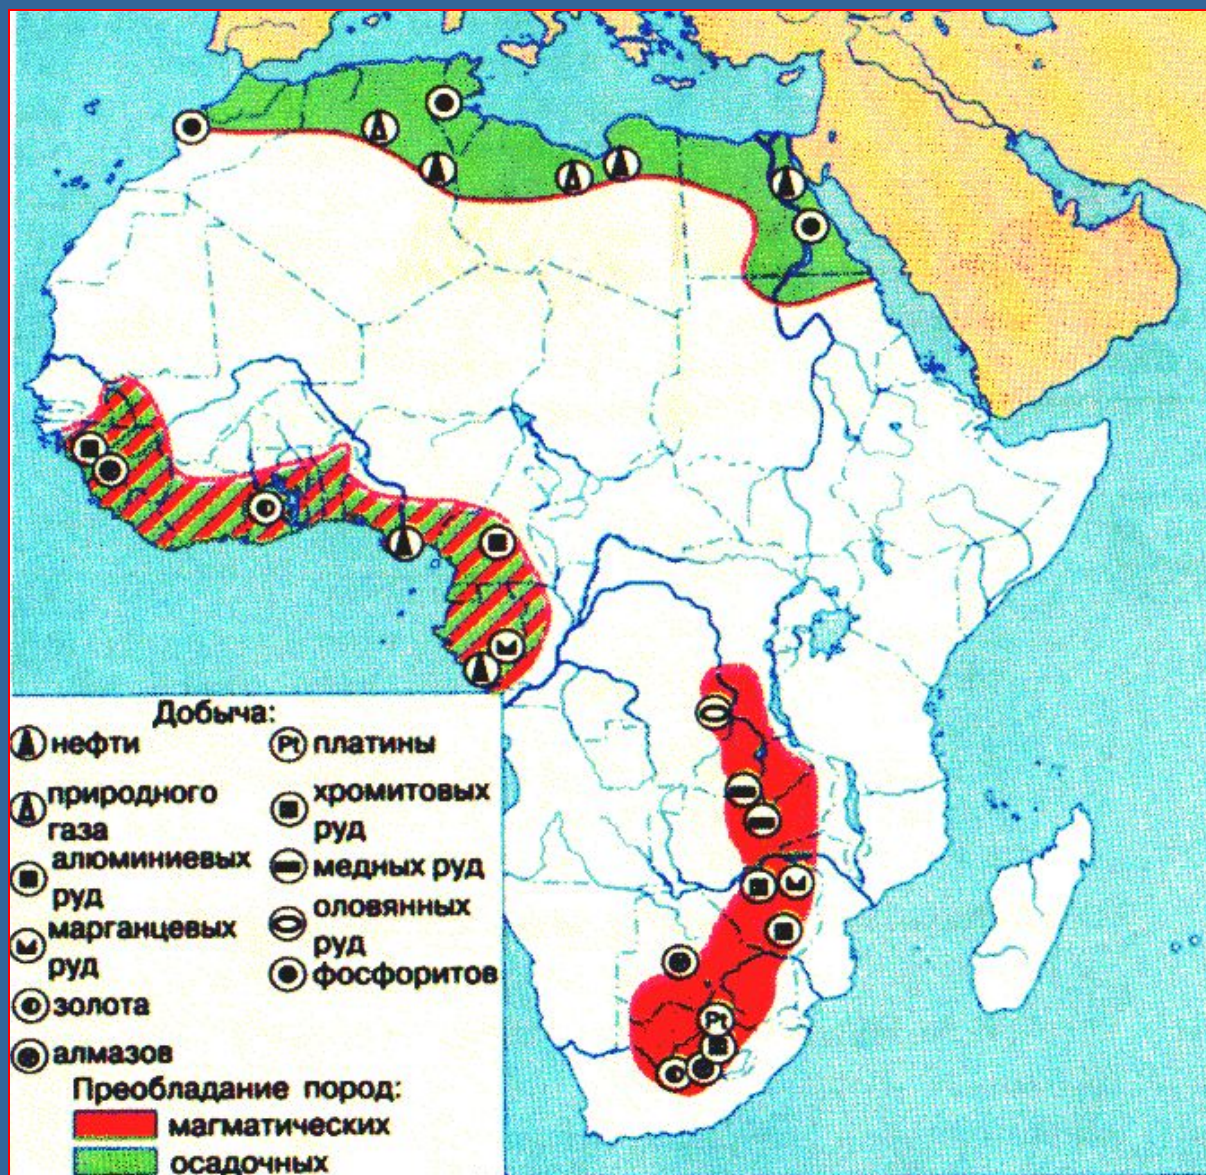 Добыча:
нефти
природного
газа
алюминиевых
руд
марганцевых
руд
золота
алмазов
Pt платины
хромитовых
руд
медных руд
оловянных
руд
фосфоритов
Преобладание пород:
магматических
осадочных
Pt